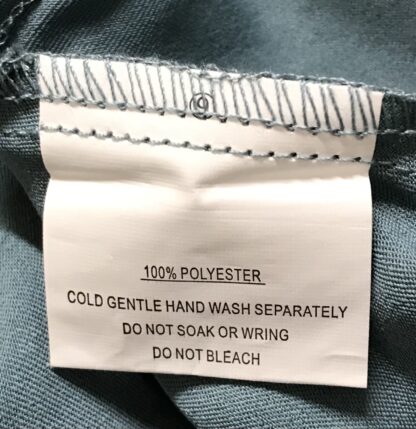 100% POLYESTER
COLD GENTLE HAND WASH SEPARATELY
DO NOT SOAK OR WRING
DO NOT BLEACH